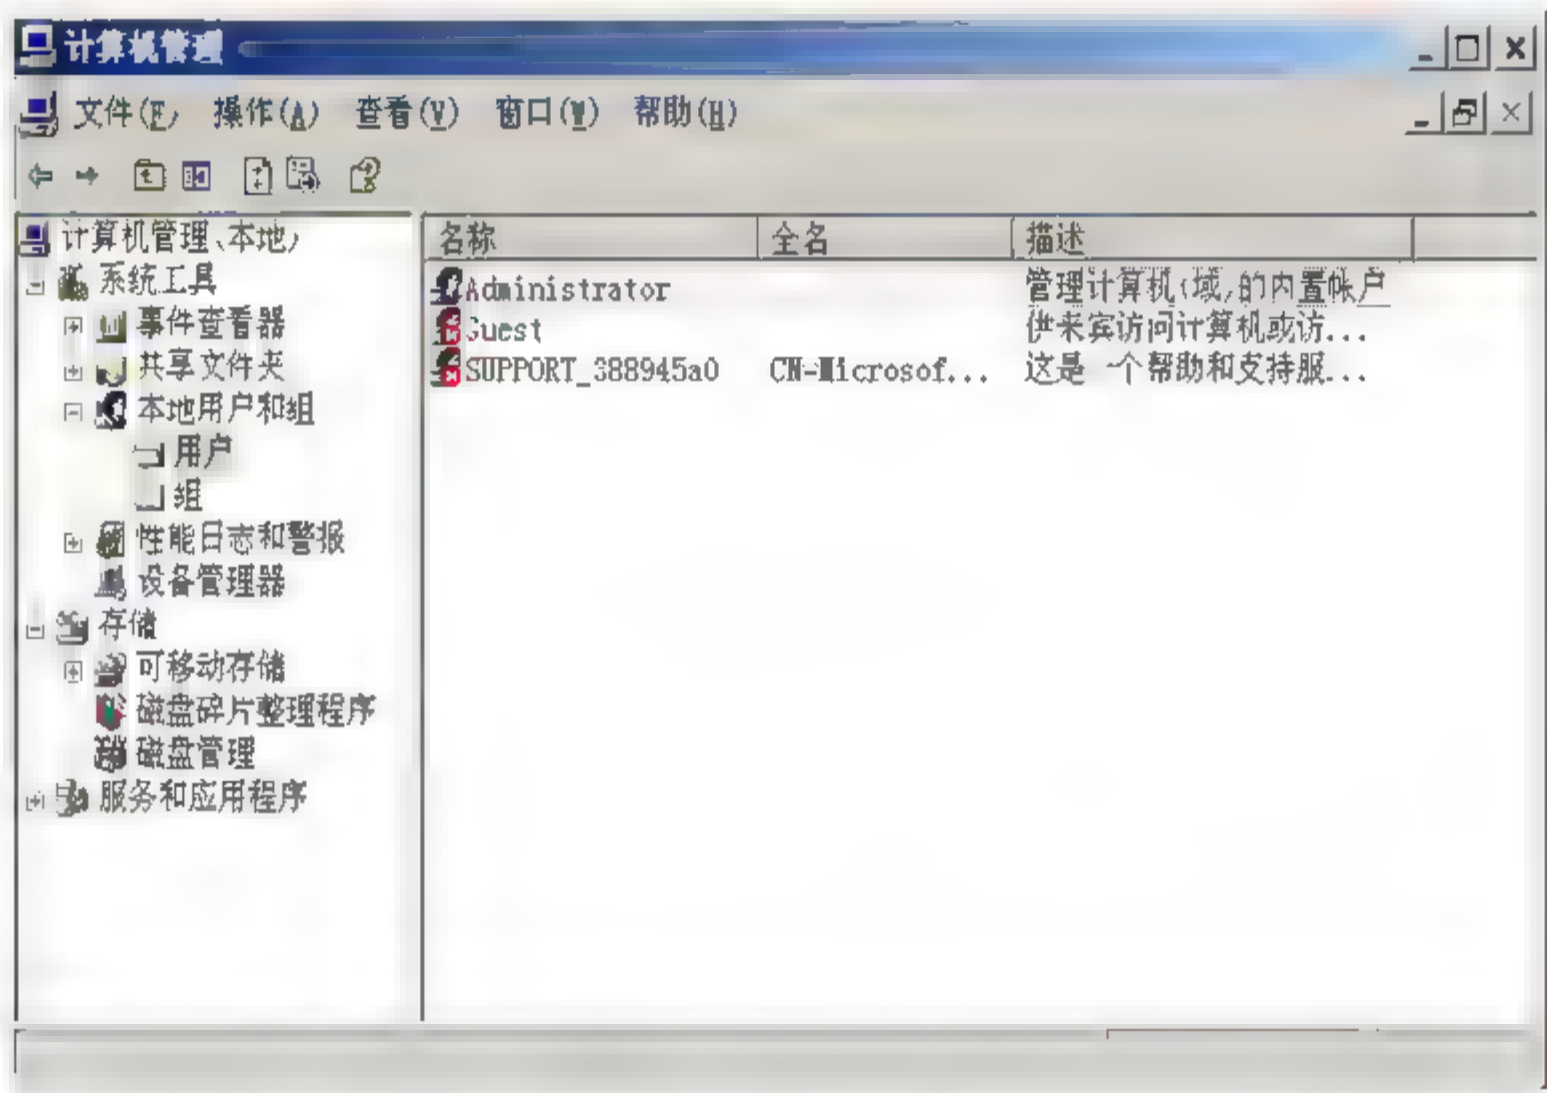 计算机管理
文件(F) 操作(A) 查看(V) 窗口(W) 帮助(H)
计算机管理(本地)
系统工具
事件查看器
共享文件夹
本地用户和组
用户
组
性能日志和警报
设备管理器
存储
可移动存储
磁盘碎片整理程序
磁盘管理
服务和应用程序
名称 全名 描述
Administrator 管理计算机(域)的内置帐户
Guest 供来宾访问计算机或访...
SUPPORT_388945a0 CN=Microsof... 这是一个帮助和支持服...